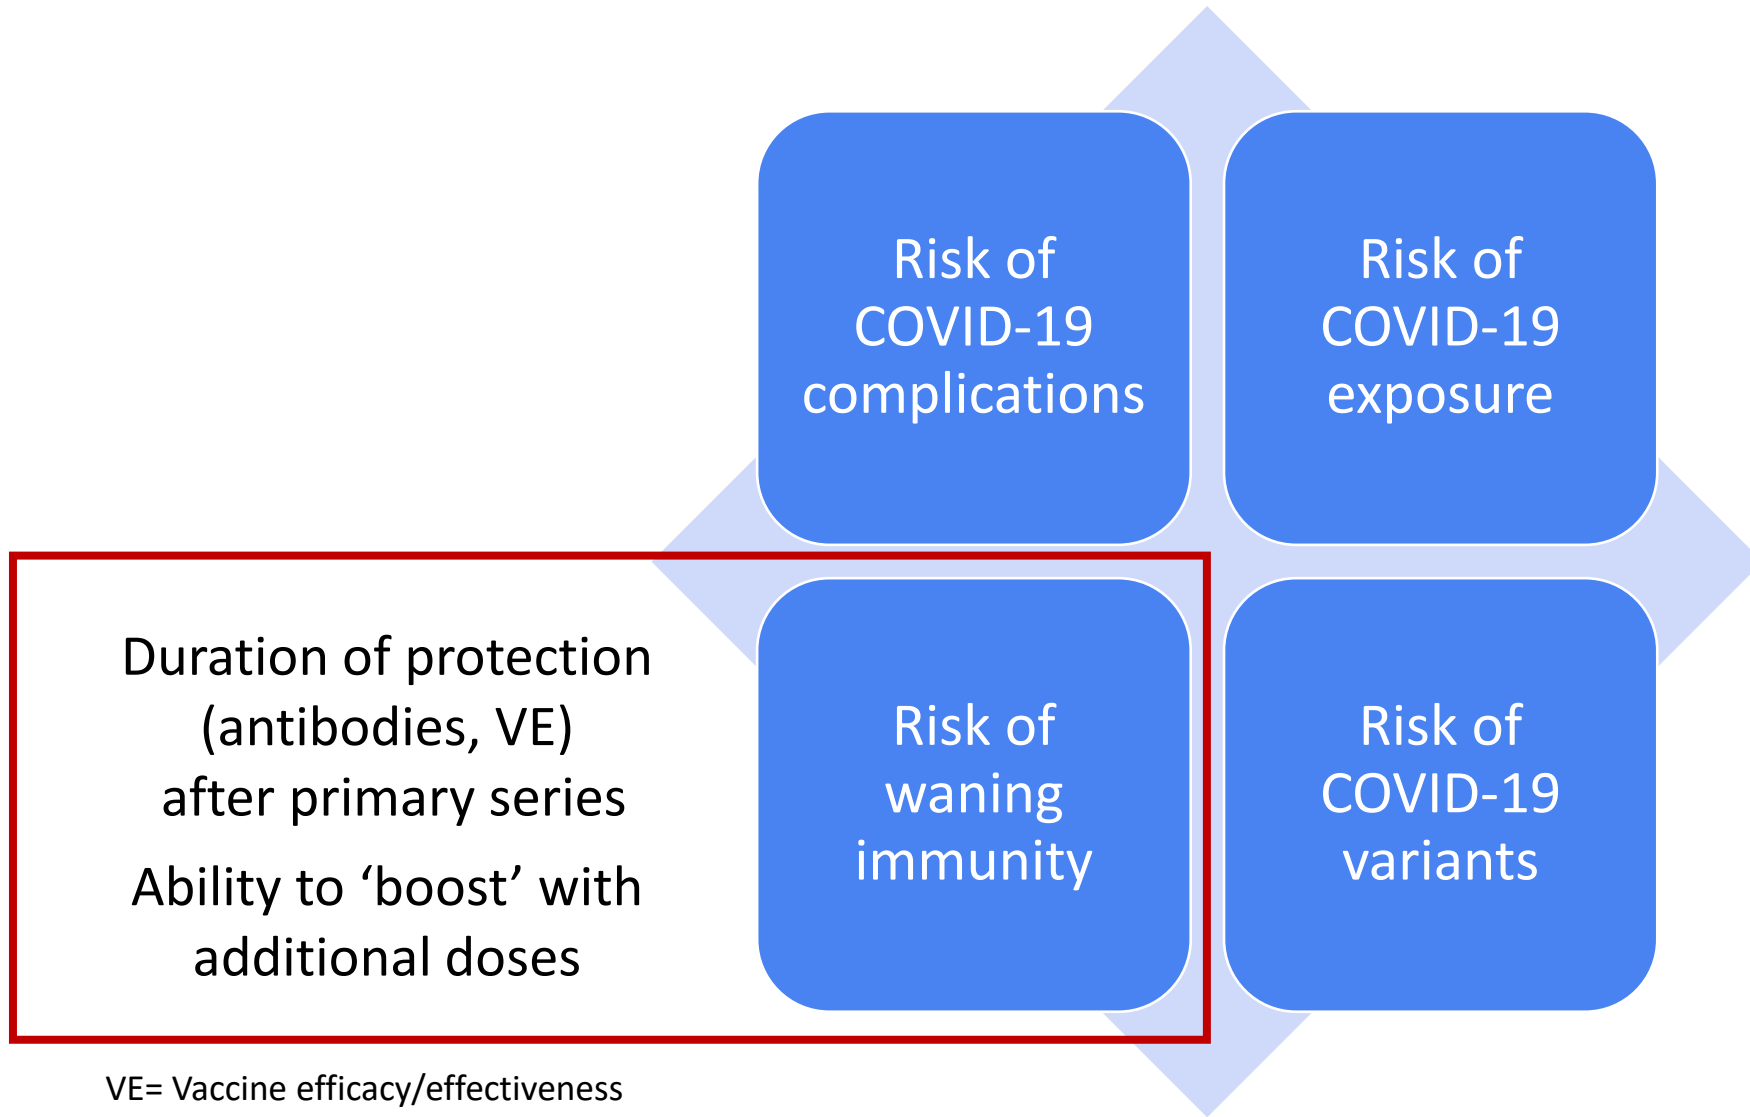 Risk of
COVID-19
complications
Risk of
COVID-19
exposure
Duration of protection
(antibodies, VE)
after primary series
Ability to ‘boost’ with
additional doses
Risk of
waning
immunity
Risk of
COVID-19
variants
VE= Vaccine efficacy/effectiveness